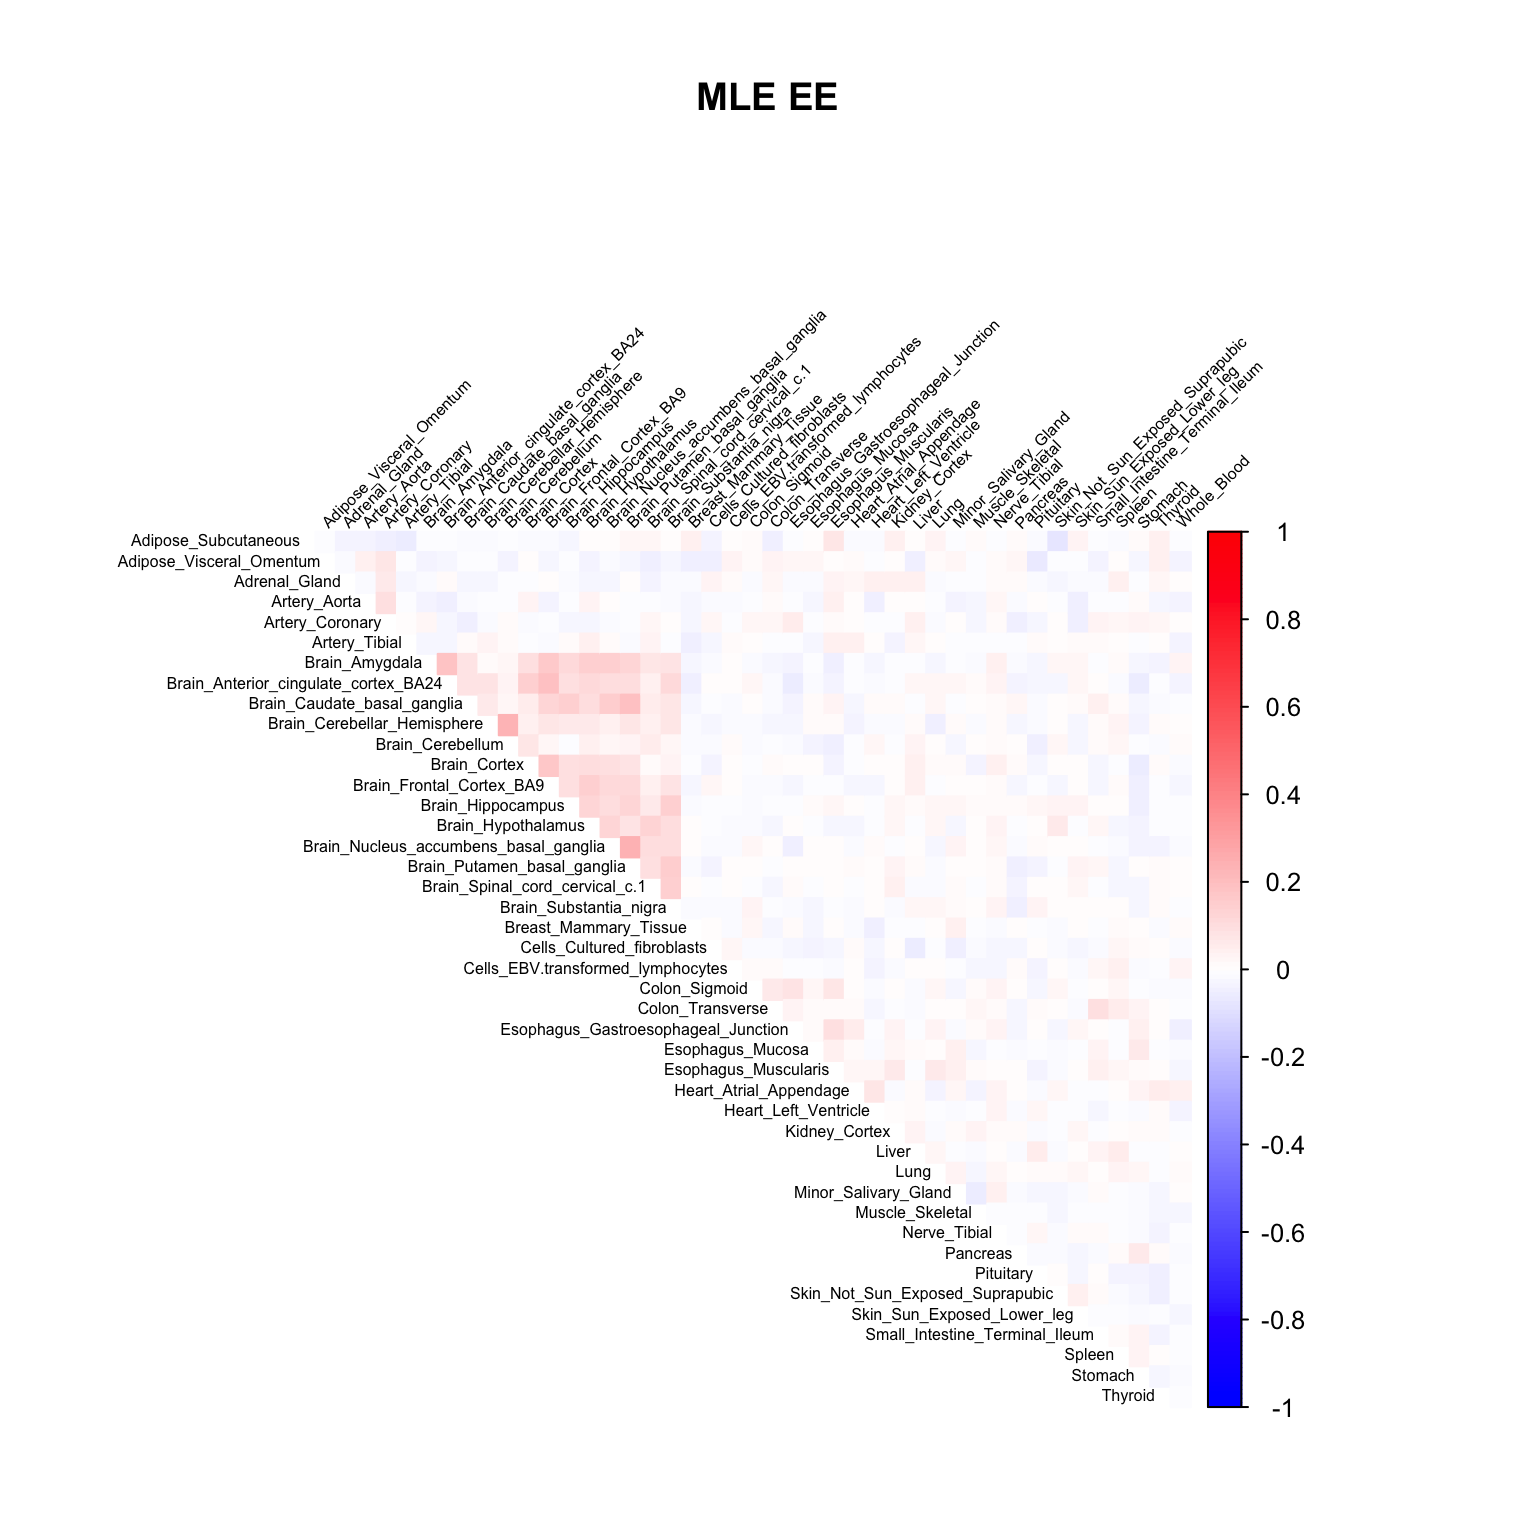 MLE EE
Adipose_Visceral_Omentum
Adrenal_Gland
Artery_Aorta
Artery_Coronary
Artery_Tibial
Brain_Amygdala
Brain_Anterior_cingulate_cortex_BA24
Brain_Caudate_basal_ganglia
Brain_Cerebellar_Hemisphere
Brain_Cerebellum
Brain_Cortex
Brain_Frontal_Cortex_BA9
Brain_Hippocampus
Brain_Hypothalamus
Brain_Nucleus_accumbens_basal_ganglia
Brain_Putamen_basal_ganglia
Brain_Spinal_cord_cervical_c.1
Brain_Substantia_nigra
Breast_Mammary_Tissue
Cells_Cultured_fibroblasts
Cells_EBV.transformed_lymphocytes
Colon_Sigmoid
Colon_Transverse
Esophagus_Gastroesophageal_Junction
Esophagus_Mucosa
Esophagus_Muscularis
Heart_Atrial_Appendage
Heart_Left_Ventricle
Kidney_Cortex
Liver
Lung
Minor_Salivary_Gland
Muscle_Skeletal
Nerve_Tibial
Pancreas
Pituitary
Skin_Not_Sun_Exposed_Suprapubic
Skin_Sun_Exposed_Lower_leg
Small_Intestine_Terminal_Ileum
Spleen
Stomach
Thyroid
Whole_Blood
Adipose_Subcutaneous
Adipose_Visceral_Omentum
Adrenal_Gland
Artery_Aorta
Artery_Coronary
Artery_Tibial
Brain_Amygdala
Brain_Anterior_cingulate_cortex_BA24
Brain_Caudate_basal_ganglia
Brain_Cerebellar_Hemisphere
Brain_Cerebellum
Brain_Cortex
Brain_Frontal_Cortex_BA9
Brain_Hippocampus
Brain_Hypothalamus
Brain_Nucleus_accumbens_basal_ganglia
Brain_Putamen_basal_ganglia
Brain_Spinal_cord_cervical_c.1
Brain_Substantia_nigra
Breast_Mammary_Tissue
Cells_Cultured_fibroblasts
Cells_EBV.transformed_lymphocytes
Colon_Sigmoid
Colon_Transverse
Esophagus_Gastroesophageal_Junction
Esophagus_Mucosa
Esophagus_Muscularis
Heart_Atrial_Appendage
Heart_Left_Ventricle
Kidney_Cortex
Liver
Lung
Minor_Salivary_Gland
Muscle_Skeletal
Nerve_Tibial
Pancreas
Pituitary
Skin_Not_Sun_Exposed_Suprapubic
Skin_Sun_Exposed_Lower_leg
Small_Intestine_Terminal_Ileum
Spleen
Stomach
Thyroid
1
0.8
0.6
0.4
0.2
0
-0.2
-0.4
-0.6
-0.8
-1